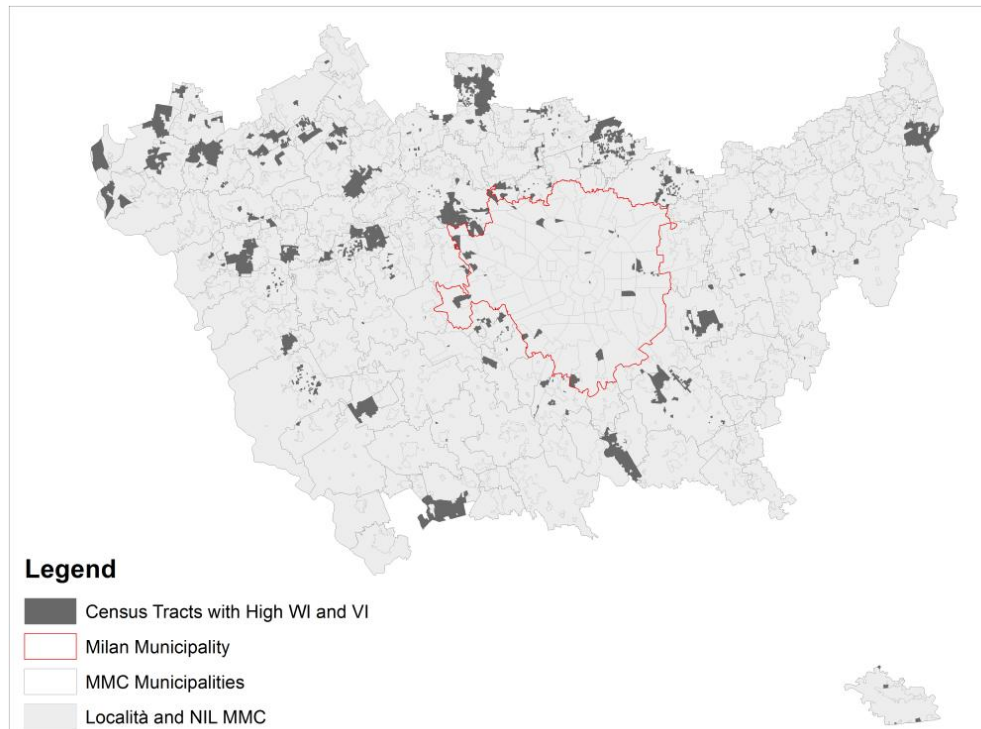 Legend
Census Tracts with High WI and VI
Milan Municipality
MMC Municipalities
Località and NIL MMC